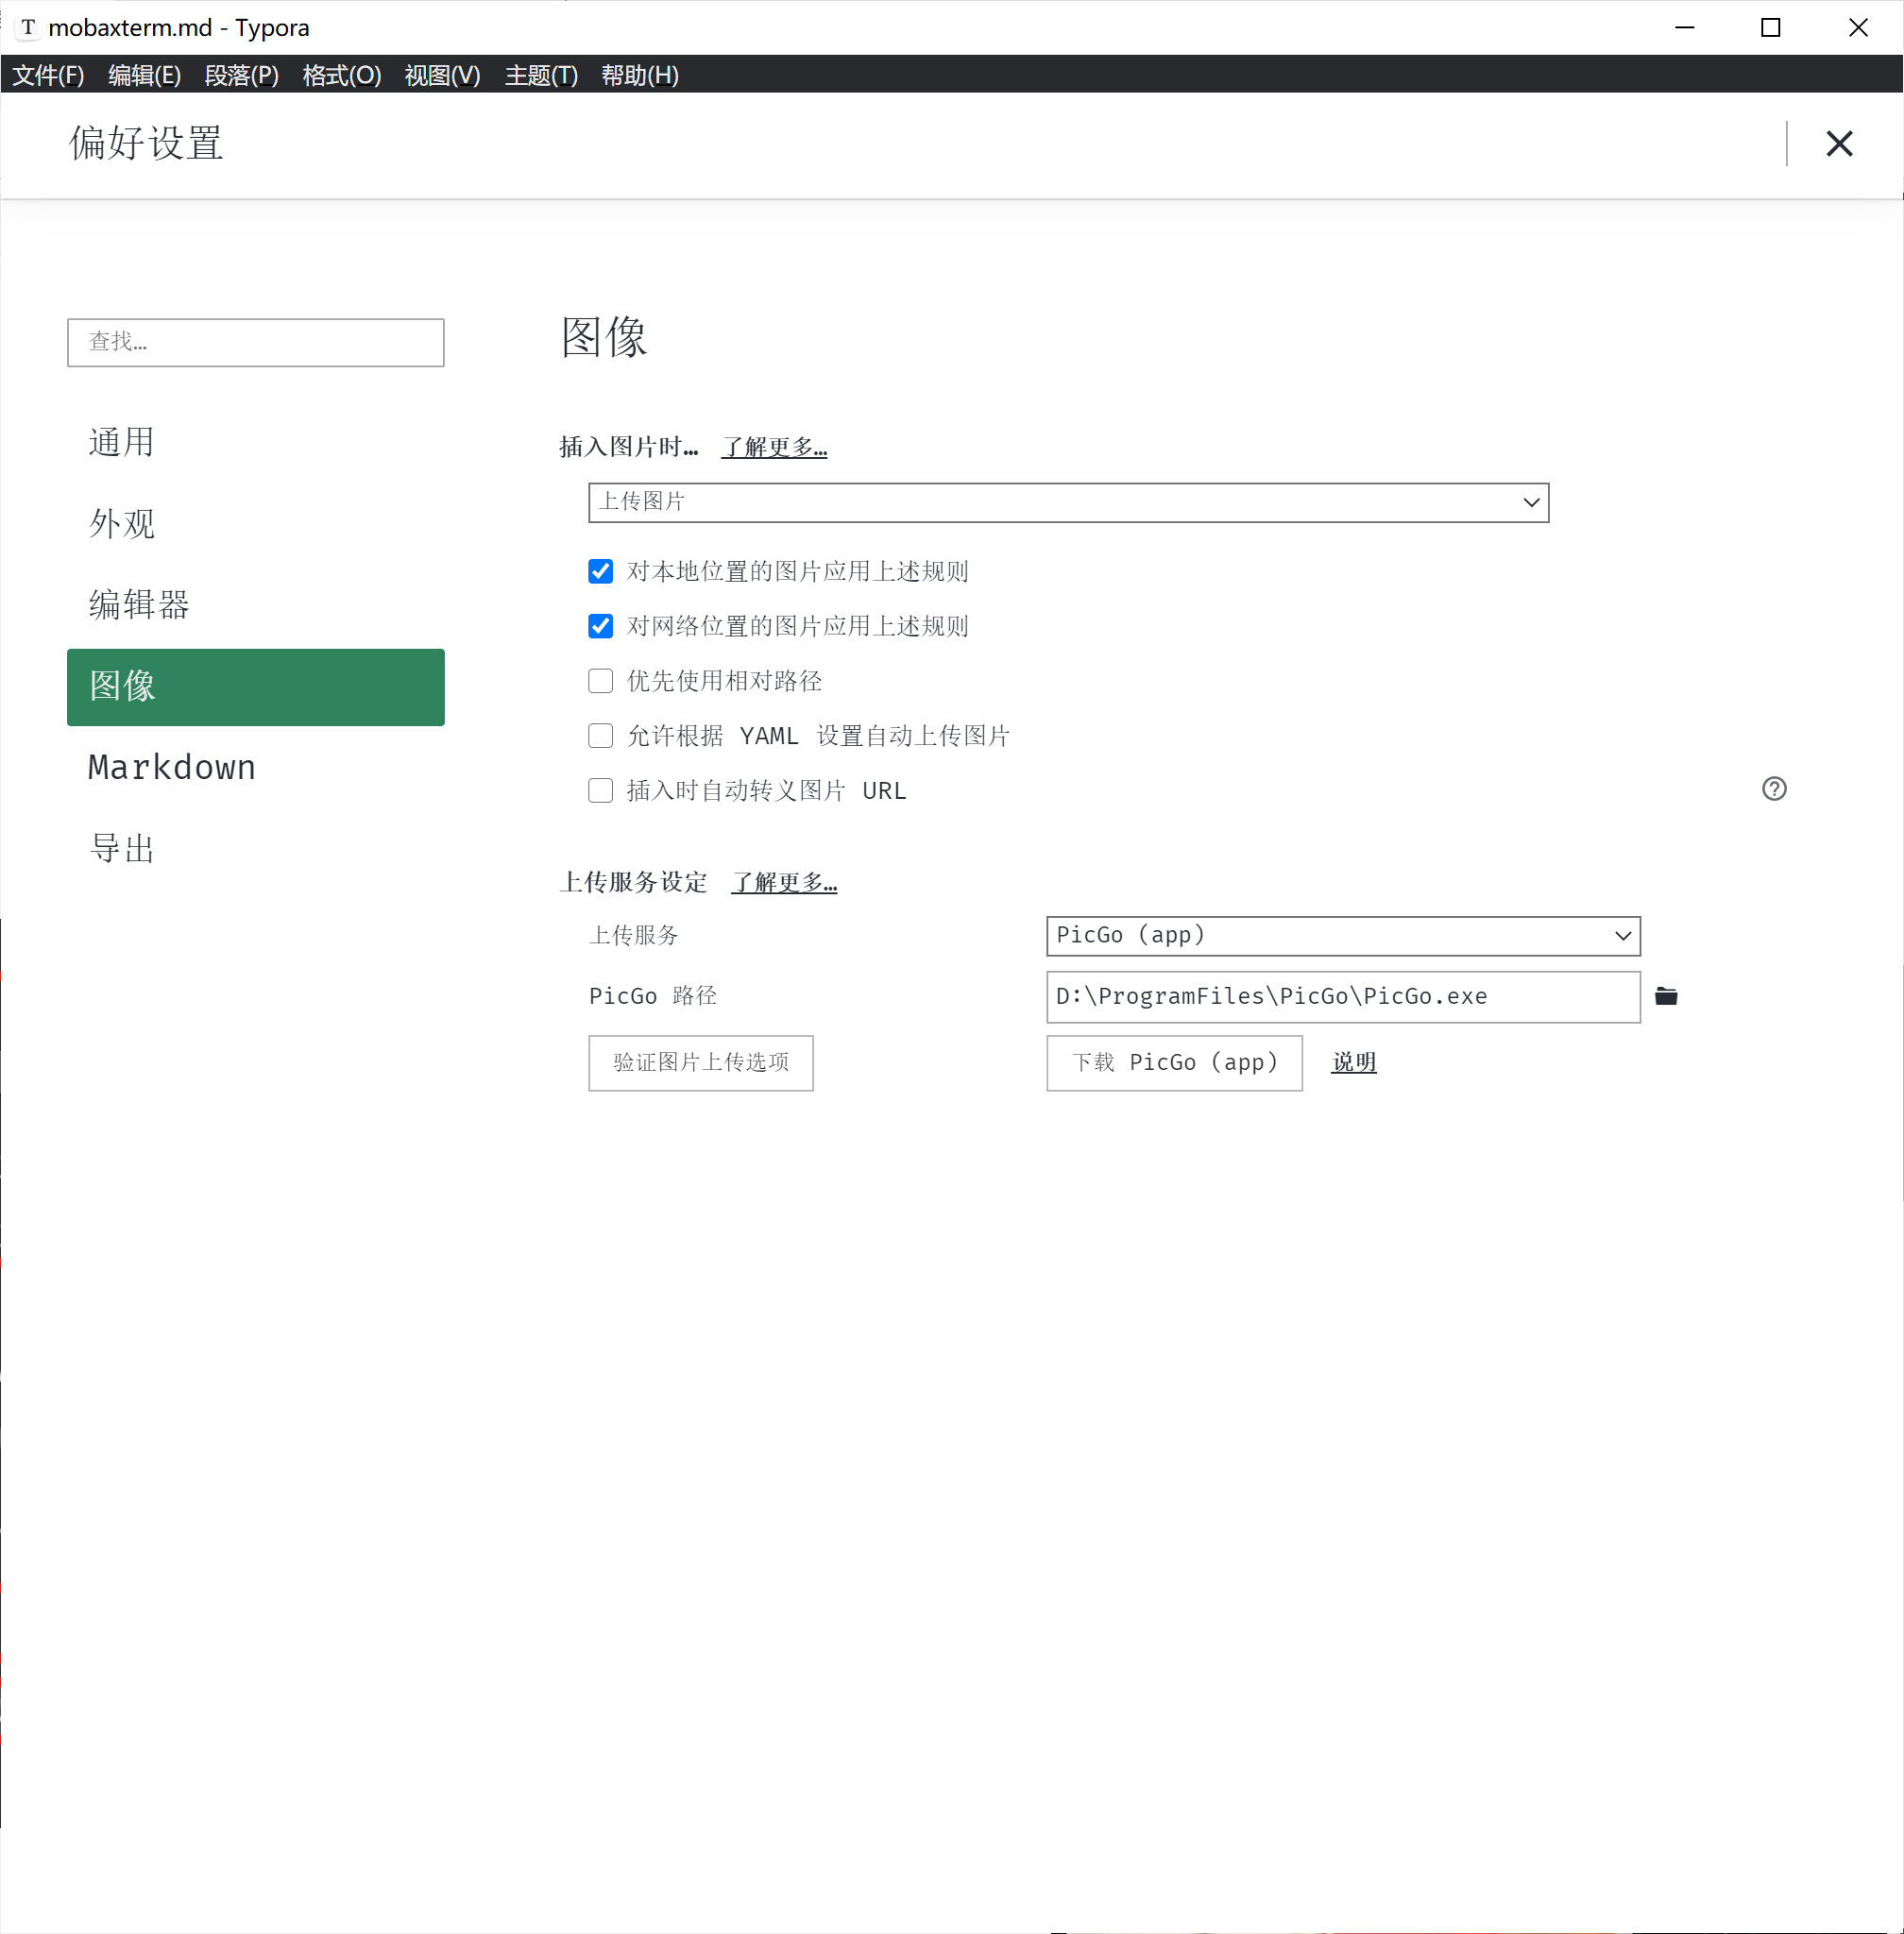 T mobaxterm.md - Typora
文件(F) 编辑(E) 段落(P) 格式(O) 视图(V) 主题(T) 帮助(H)
偏好设置
查找…
通用
外观
编辑器
图像
Markdown
导出
图像
插入图片时… 了解更多…
上传图片
对本地位置的图片应用上述规则
对网络位置的图片应用上述规则
优先使用相对路径
允许根据 YAML 设置自动上传图片
插入时自动转义图片 URL
上传服务设定 了解更多…
上传服务 PicGo (app)
PicGo 路径 D:\ProgramFiles\PicGo\PicGo.exe
验证图片上传选项 下载 PicGo (app) 说明